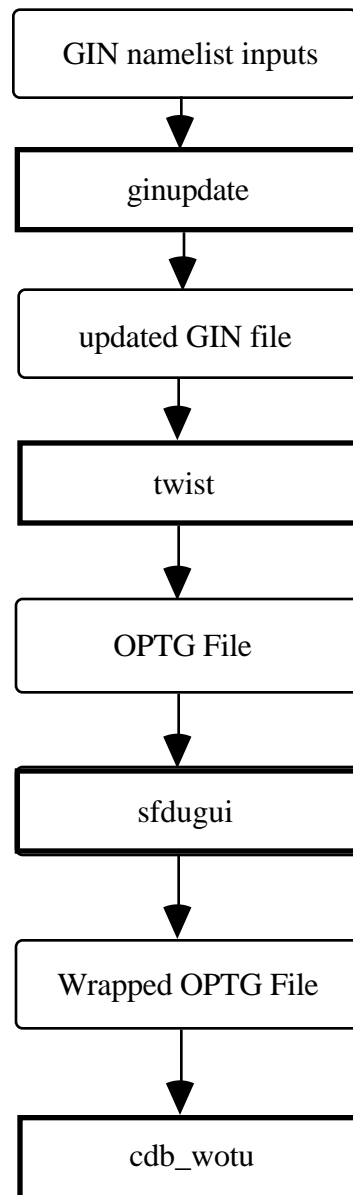 GIN namelist inputs
ginupdate
updated GIN file
twist
OPTG File
sfdugui
Wrapped OPTG File
cdb_wotu